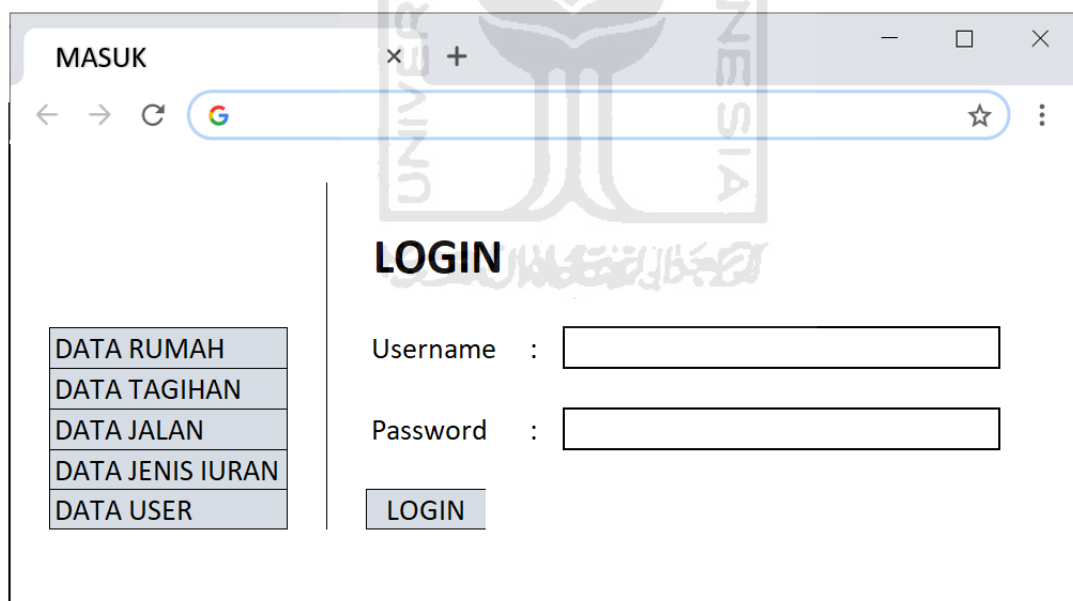 MASUK
LOGIN
DATA RUMAH
DATA TAGIHAN
DATA JALAN
DATA JENIS IURAN
DATA USER
Username :
Password :
LOGIN